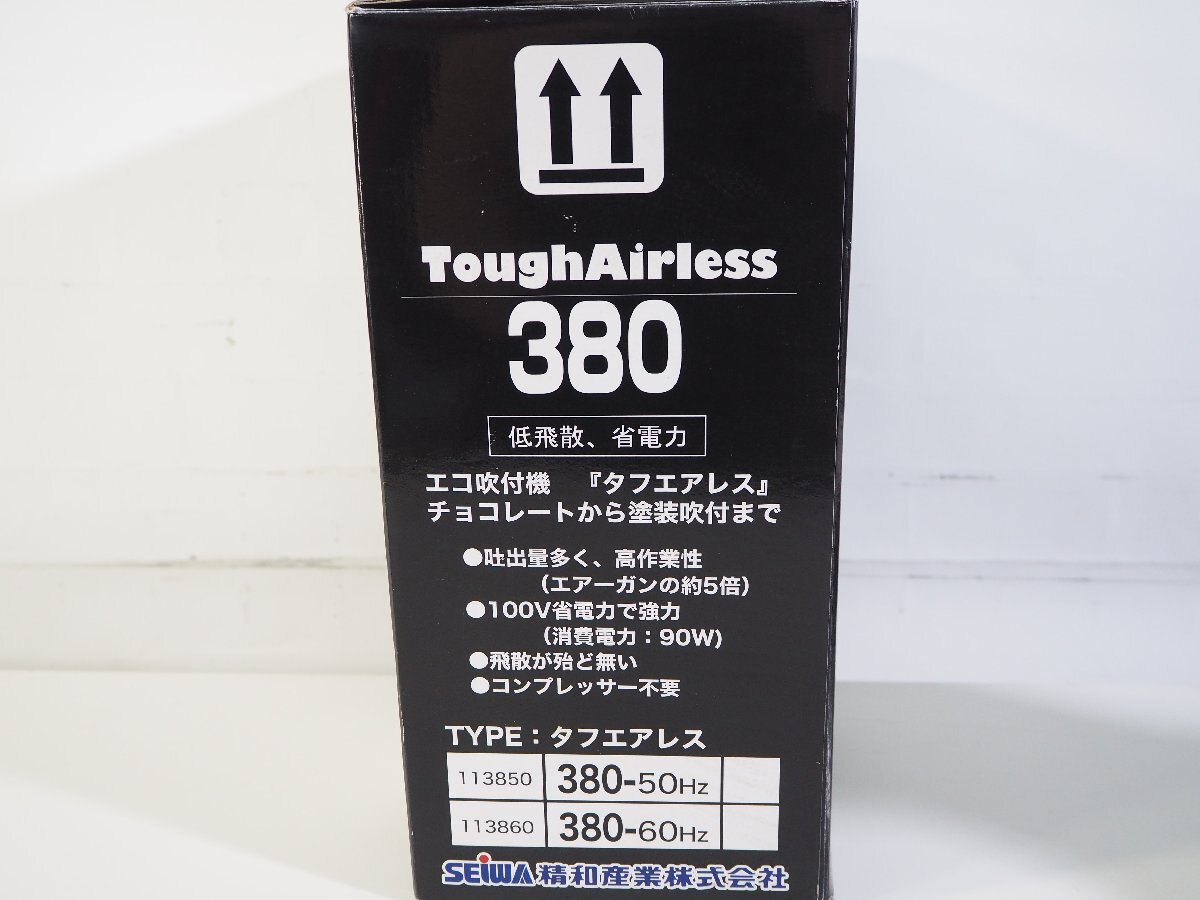 ToughAirless
380
低飛散、省電力
エコ吹付機　『タフエアレス』
チョコレートから塗装吹付まで
●吐出量多く、高作業性
（エアーガンの約5倍）
●100V省電力で強力
（消費電力：90W）
●飛散が殆ど無い
●コンプレッサー不要
TYPE：タフエアレス
113850 380-50Hz
113860 380-60Hz
SEIWA 精和産業株式会社